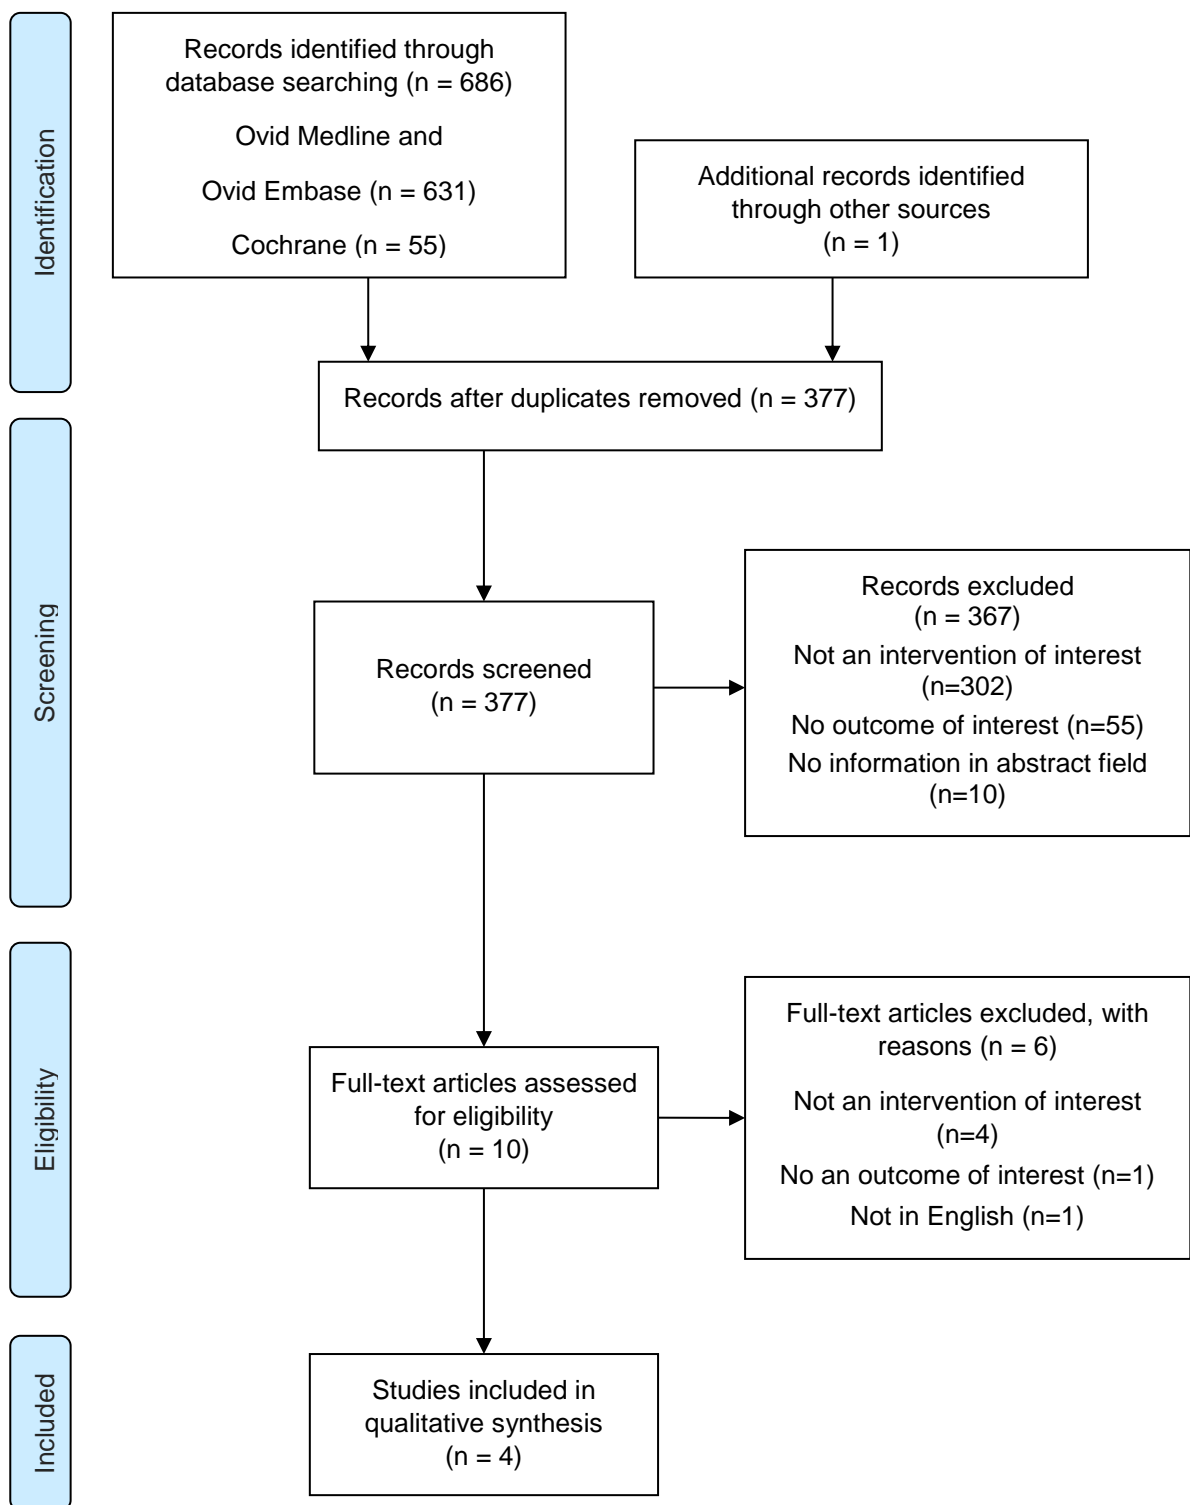 Identification
Records identified through
database searching (n = 686)
Ovid Medline and
Ovid Embase (n = 631)
Cochrane (n = 55)
Additional records identified
through other sources
(n = 1)
Records after duplicates removed (n = 377)
Screening
Records screened
(n = 377)
Records excluded
(n = 367)
Not an intervention of interest
(n=302)
No outcome of interest (n=55)
No information in abstract field
(n=10)
Eligibility
Full-text articles assessed
for eligibility
(n = 10)
Full-text articles excluded, with
reasons (n = 6)
Not an intervention of interest
(n=4)
No an outcome of interest (n=1)
Not in English (n=1)
Included
Studies included in
qualitative synthesis
(n = 4)